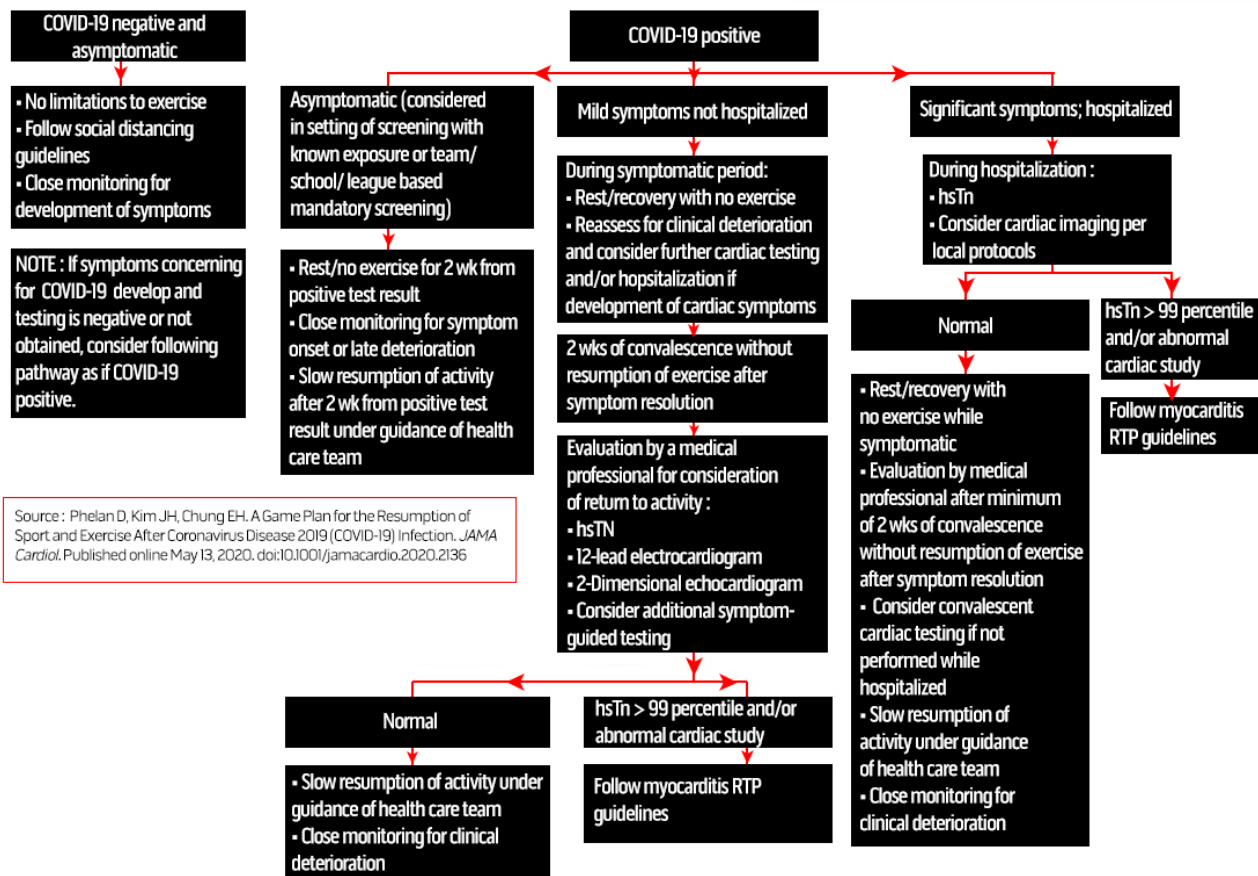 COVID-19 negative and
asymptomatic
▪ No limitations to exercise
▪ Follow social distancing
guidelines
▪ Close monitoring for
development of symptoms
NOTE : If symptoms concerning
for COVID-19 develop and
testing is negative or not
obtained, consider following
pathway as if COVID-19
positive.
COVID-19 positive
Asymptomatic (considered
in setting of screening with
known exposure or team/
school/ league based
mandatory screening)
▪ Rest/no exercise for 2 wk from
positive test result
▪ Close monitoring for symptom
onset or late deterioration
▪ Slow resumption of activity
after 2 wk from positive test
result under guidance of health
care team
Mild symptoms not hospitalized
During symptomatic period:
▪ Rest/recovery with no exercise
▪ Reassess for clinical deterioration
and consider further cardiac testing
and/or hopsitalization if
development of cardiac symptoms
2 wks of convalescence without
resumption of exercise after
symptom resolution
Evaluation by a medical
professional for consideration
of return to activity :
▪ hsTN
▪ 12-lead electrocardiogram
▪ 2-Dimensional echocardiogram
▪ Consider additional symptom-
guided testing
Normal
▪ Slow resumption of activity under
guidance of health care team
▪ Close monitoring for clinical
deterioration
hsTn > 99 percentile and/or
abnormal cardiac study
Follow myocarditis RTP
guidelines
Significant symptoms; hospitalized
During hospitalization :
▪ hsTn
▪ Consider cardiac imaging per
local protocols
Normal
▪ Rest/recovery with
no exercise while
symptomatic
▪ Evaluation by medical
professional after minimum
of 2 wks of convalescence
without resumption of exercise
after symptom resolution
▪ Consider convalescent
cardiac testing if not
performed while
hospitalized
▪ Slow resumption of
activity under guidance
of health care team
▪ Close monitoring for
clinical deterioration
hsTn > 99 percentile
and/or abnormal
cardiac study
Follow myocarditis
RTP guidelines
Source : Phelan D, Kim JH, Chung EH. A Game Plan for the Resumption of
Sport and Exercise After Coronavirus Disease 2019 (COVID-19) Infection. JAMA
Cardiol. Published online May 13, 2020. doi:10.1001/jamacardio.2020.2136